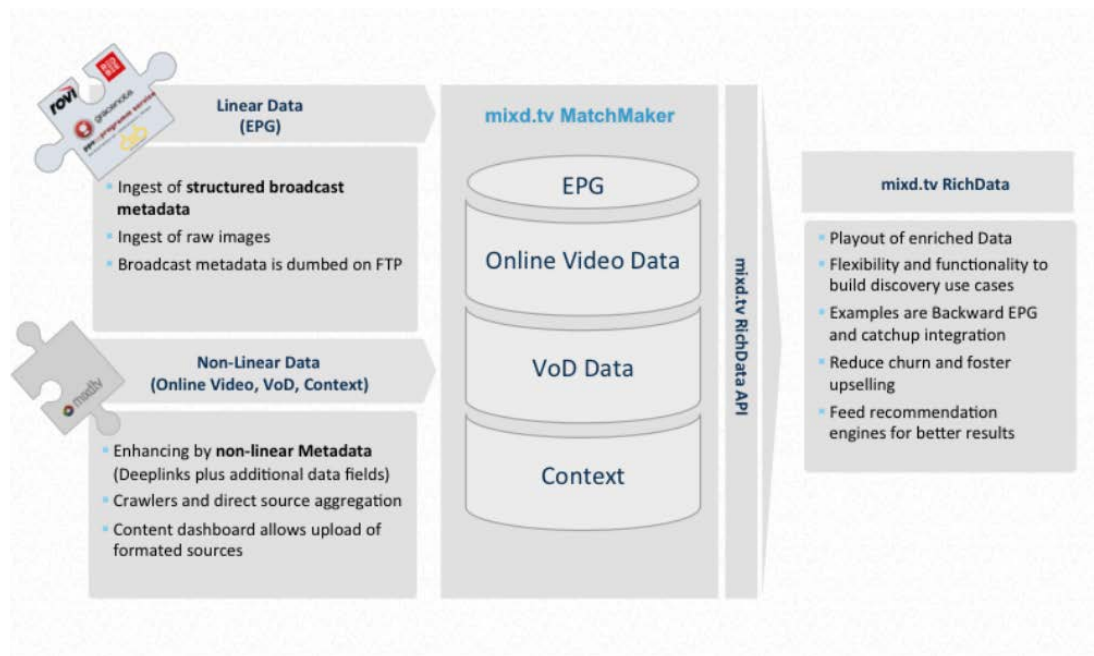 rovi
RED
BEE
gracenote
Linear Data
(EPG)
Ingest of structured broadcast
metadata
Ingest of raw images
Broadcast metadata is dumbed on FTP
mixd.tv
Non-Linear Data
(Online Video, VoD, Context)
Enhancing by non-linear Metadata
(Deeplinks plus additional data fields)
Crawlers and direct source aggregation
Content dashboard allows upload of
formated sources
mixd.tv MatchMaker
EPG
Online Video Data
VoD Data
Context
mixd.tv RichData API
mixd.tv RichData
Playout of enriched Data
Flexibility and functionality to
build discovery use cases
Examples are Backward EPG
and catchup integration
Reduce churn and foster
upselling
Feed recommendation
engines for better results